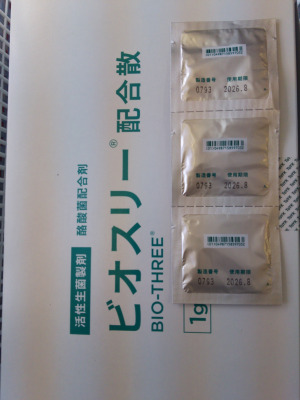 活性生菌製剤
酪酸菌配合剤
ビオスリー®配合散
BIO-THREE®
1g
製造番号 使用期限
0793 2026.8
製造番号 使用期限
0793 2026.8
製造番号 使用期限
0793 2026.8